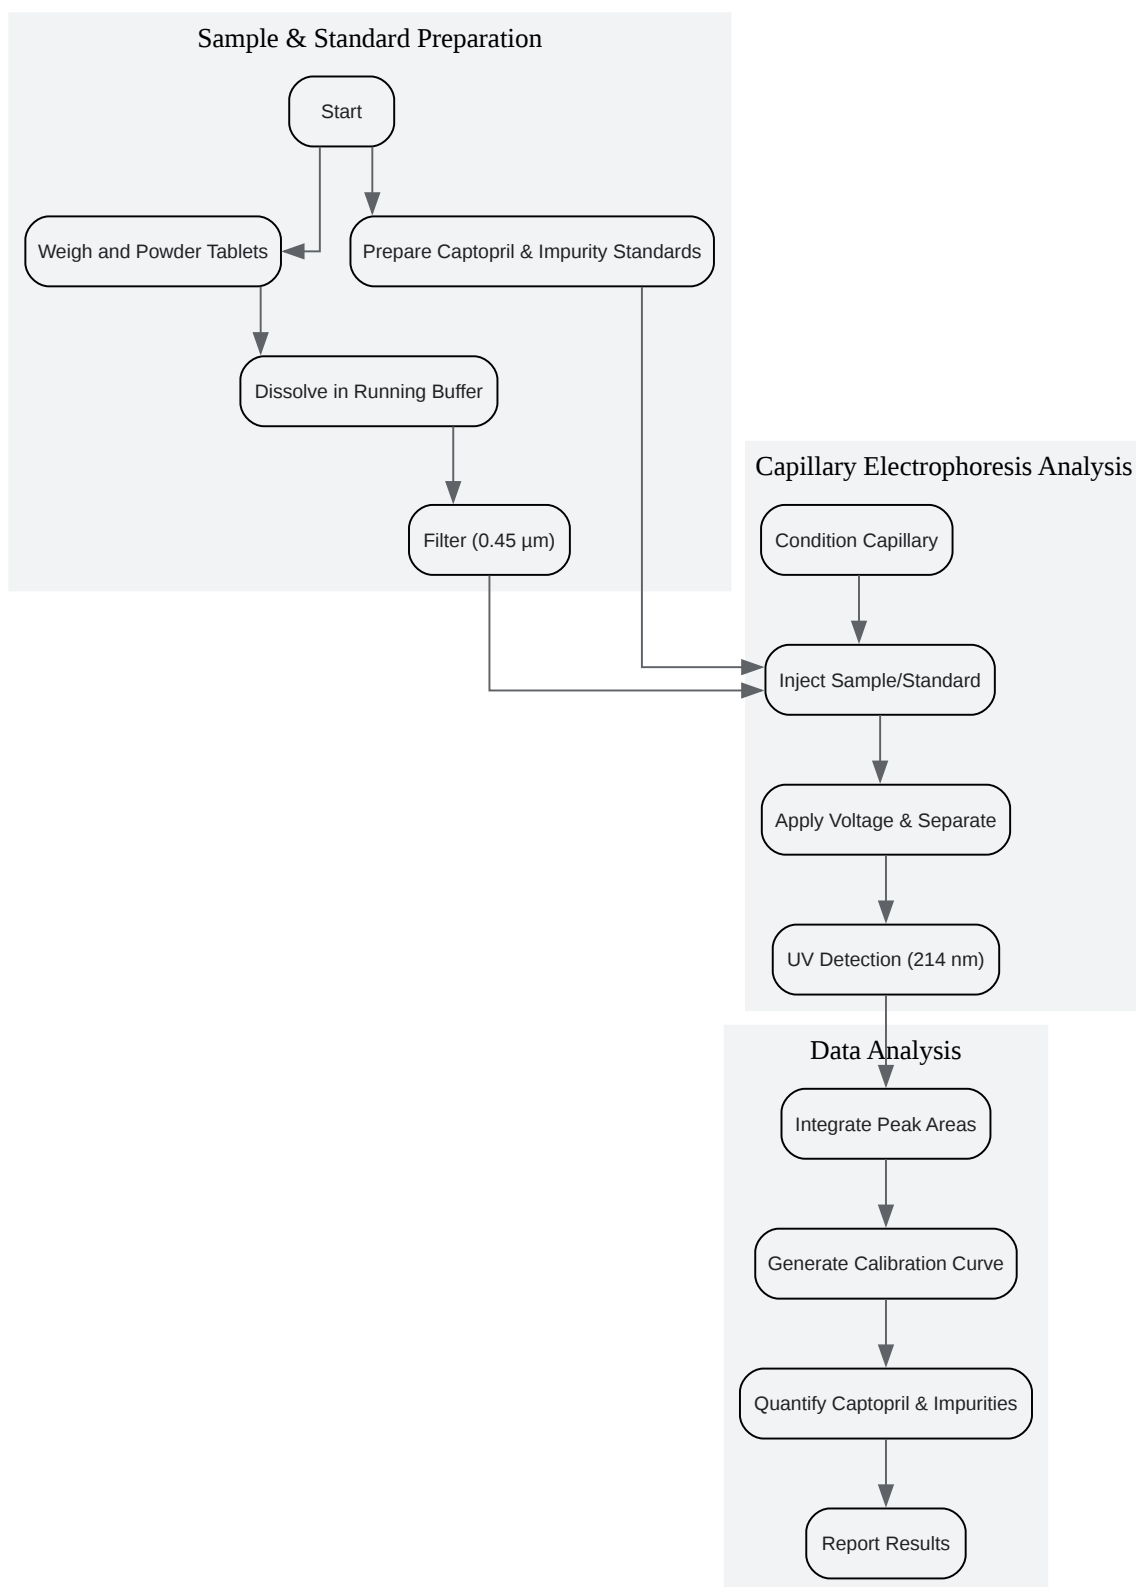 Sample & Standard Preparation
Start
Weigh and Powder Tablets
Prepare Captopril & Impurity Standards
Dissolve in Running Buffer
Filter (0.45 µm)
Capillary Electrophoresis Analysis
Condition Capillary
Inject Sample/Standard
Apply Voltage & Separate
UV Detection (214 nm)
Data Analysis
Integrate Peak Areas
Generate Calibration Curve
Quantify Captopril & Impurities
Report Results